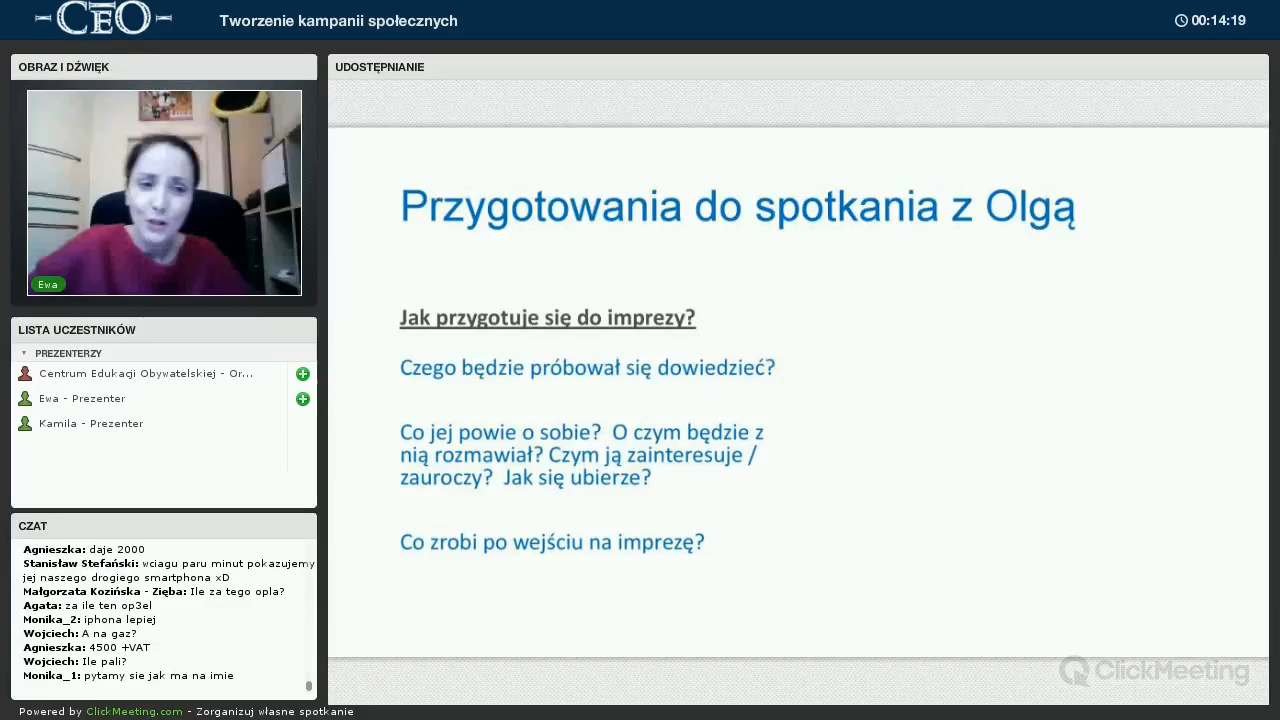 CEO
Tworzenie kampanii społecznych
00:14:19
OBRAZ I DŹWIĘK
Ewa
LISTA UCZESTNIKÓW
PREZENTERZY
Centrum Edukacji Obywatelskiej - Or...
Ewa - Prezenter
Kamila - Prezenter
CZAT
Agnieszka: daje 2000
Stanisław Stefański: wciagu paru minut pokazujemy
jej naszego drogiego smartphona xD
Małgorzata Kozińska - Zięba: Ile za tego opla?
Agata: za ile ten op3el
Monika_2: iphona lepiej
Wojciech: A na gaz?
Agnieszka: 4500 +VAT
Wojciech: Ile pali?
Monika_1: pytamy sie jak ma na imie
UDOSTĘPNIANIE
Przygotowania do spotkania z Olgą
Jak przygotuje się do imprezy?
Czego będzie próbował się dowiedzieć?
Co jej powie o sobie? O czym będzie z
nią rozmawiał? Czym ją zainteresuje /
zauroczy? Jak się ubierze?
Co zrobi po wejściu na imprezę?
ClickMeeting
Powered by ClickMeeting.com - Zorganizuj własne spotkanie